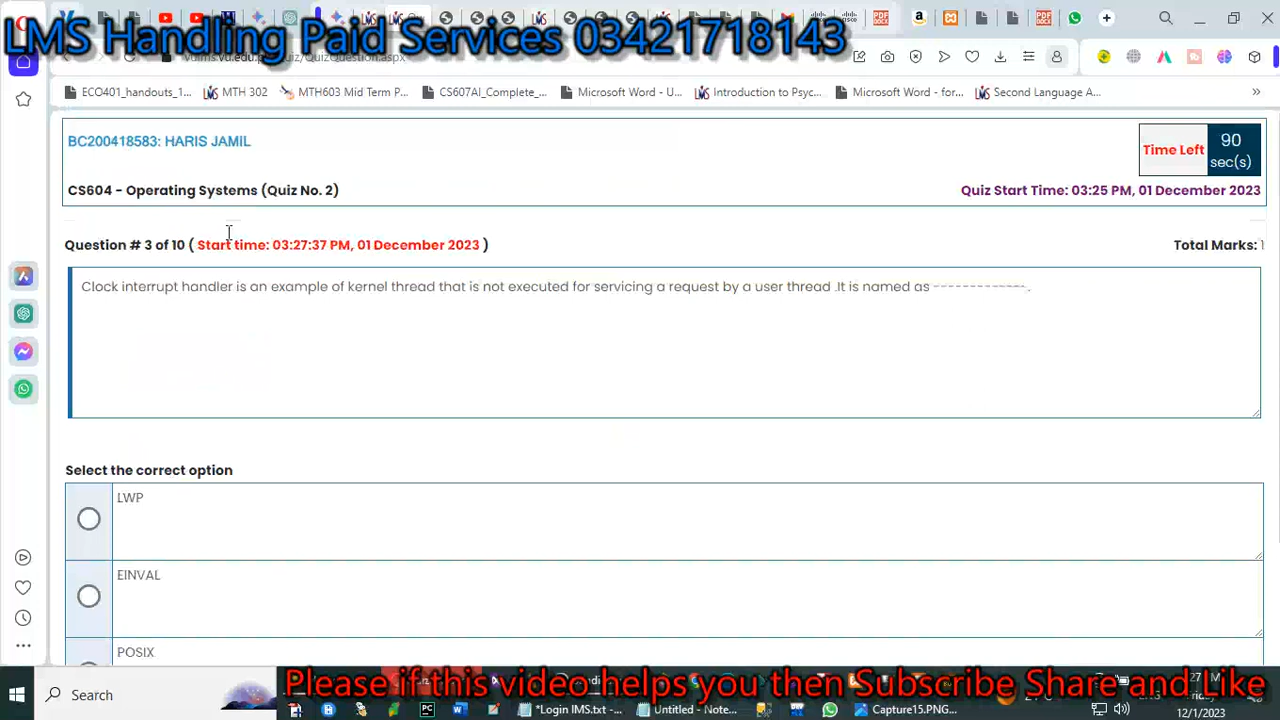 LMS Handling Paid Services 03421718143
ECO401_handouts_1...
MTH 302
MTH603 Mid Term P...
CS607AI_Complete_...
Microsoft Word - U...
Introduction to Psyc...
Microsoft Word - for...
Second Language A...
BC200418583: HARIS JAMIL
Time Left
90
sec(s)
CS604 - Operating Systems (Quiz No. 2)
Quiz Start Time: 03:25 PM, 01 December 2023
Question # 3 of 10 ( Start time: 03:27:37 PM, 01 December 2023 )
Total Marks: 1
Clock interrupt handler is an example of kernel thread that is not executed for servicing a request by a user thread .It is named as -------------.
Select the correct option
LWP
EINVAL
POSIX
Please if this video helps you then Subscribe Share and Like
Search
*Login IMS.txt - ...
Untitled - Note...
Capture15.PNG...
12/1/2023